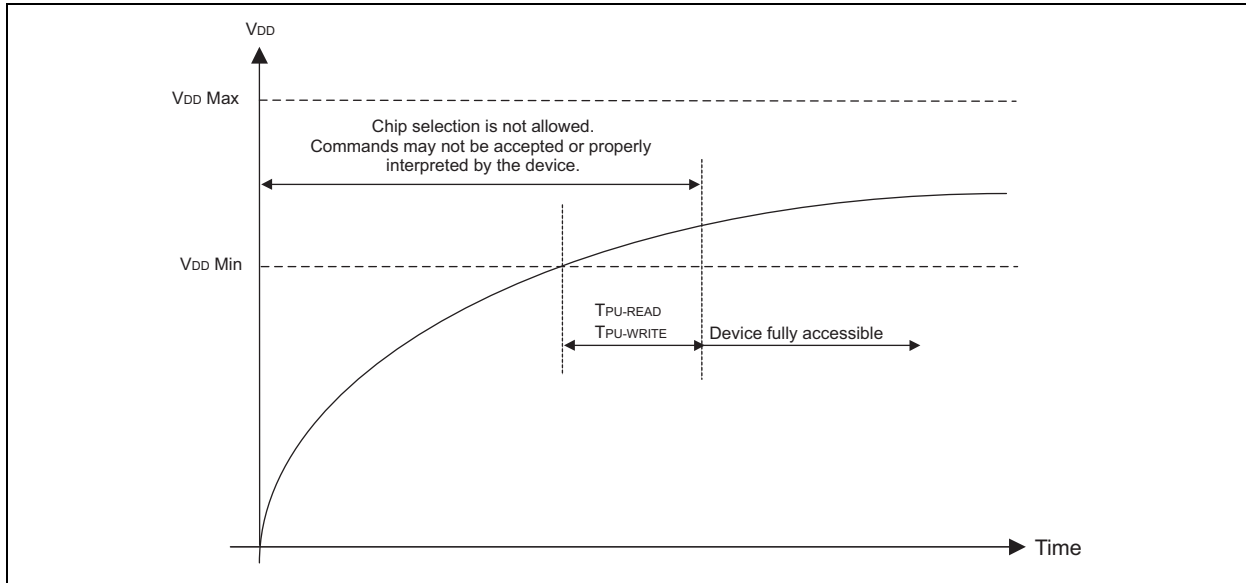 VDD
VDD Max
Chip selection is not allowed.
Commands may not be accepted or properly
interpreted by the device.
VDD Min
TPU-READ
TPU-WRITE
Device fully accessible
Time